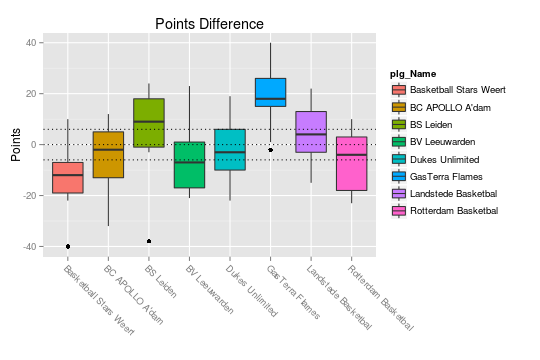 Points Difference
Points
40
20
0
-20
-40
Basketball Stars Weert
BC APOLLO A'dam
BS Leiden
BV Leeuwarden
Dukes Unlimited
GasTerra Flames
Landstede Basketbal
Rotterdam Basketbal
plg_Name
Basketball Stars Weert
BC APOLLO A'dam
BS Leiden
BV Leeuwarden
Dukes Unlimited
GasTerra Flames
Landstede Basketbal
Rotterdam Basketbal